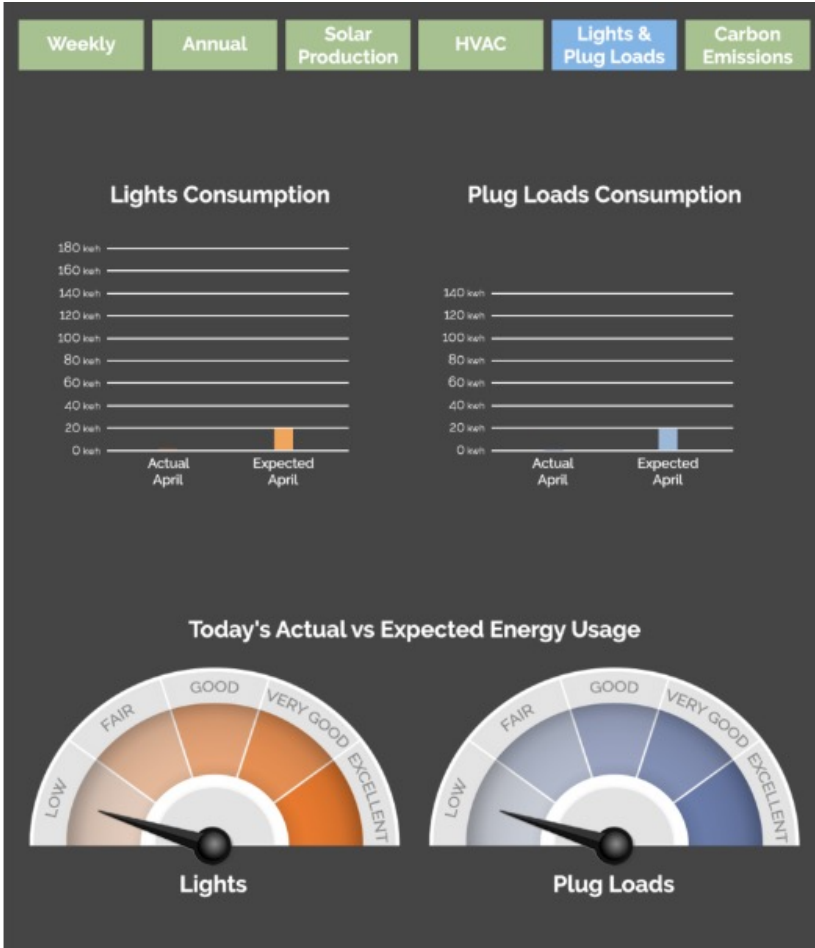 Weekly
Annual
Solar
Production
HVAC
Lights &
Plug Loads
Carbon
Emissions
Lights Consumption
180 kwh
160 kwh
140 kwh
120 kwh
100 kwh
80 kwh
60 kwh
40 kwh
20 kwh
0 kwh
Actual
April
Expected
April
Plug Loads Consumption
140 kwh
120 kwh
100 kwh
80 kwh
60 kwh
40 kwh
20 kwh
0 kwh
Actual
April
Expected
April
Today's Actual vs Expected Energy Usage
LOW
FAIR
GOOD
VERY GOOD
EXCELLENT
Lights
LOW
FAIR
GOOD
VERY GOOD
EXCELLENT
Plug Loads